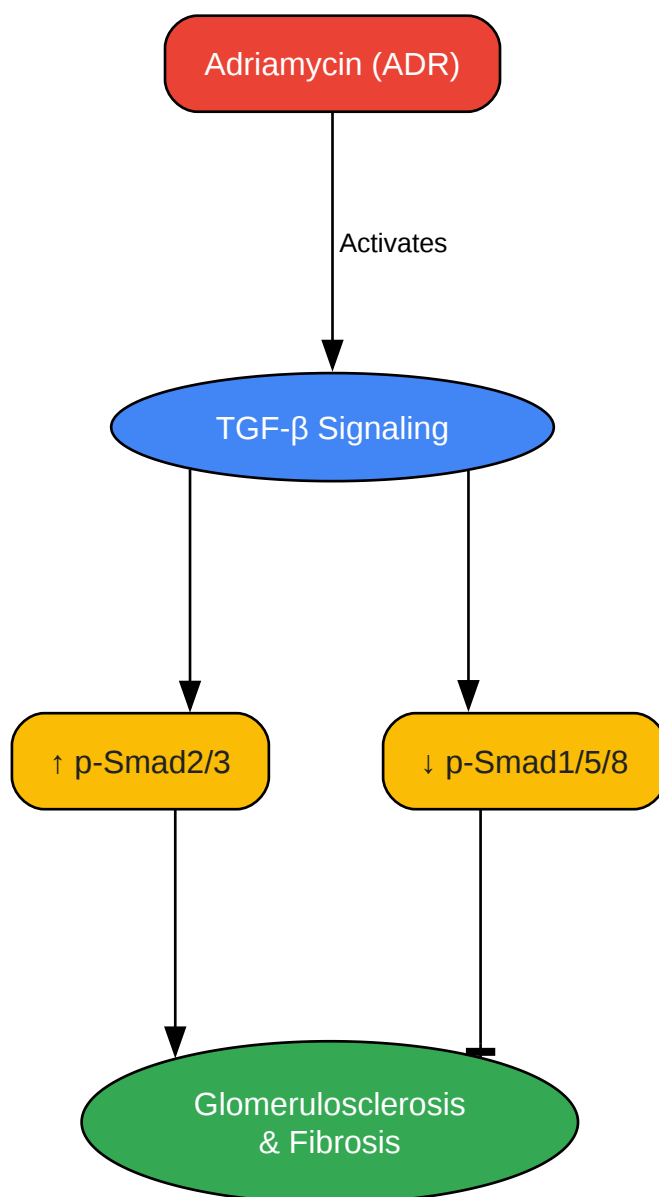 Adriamycin (ADR)
Activates
TGF-β Signaling
↑ p-Smad2/3
↓ p-Smad1/5/8
Glomerulosclerosis
& Fibrosis